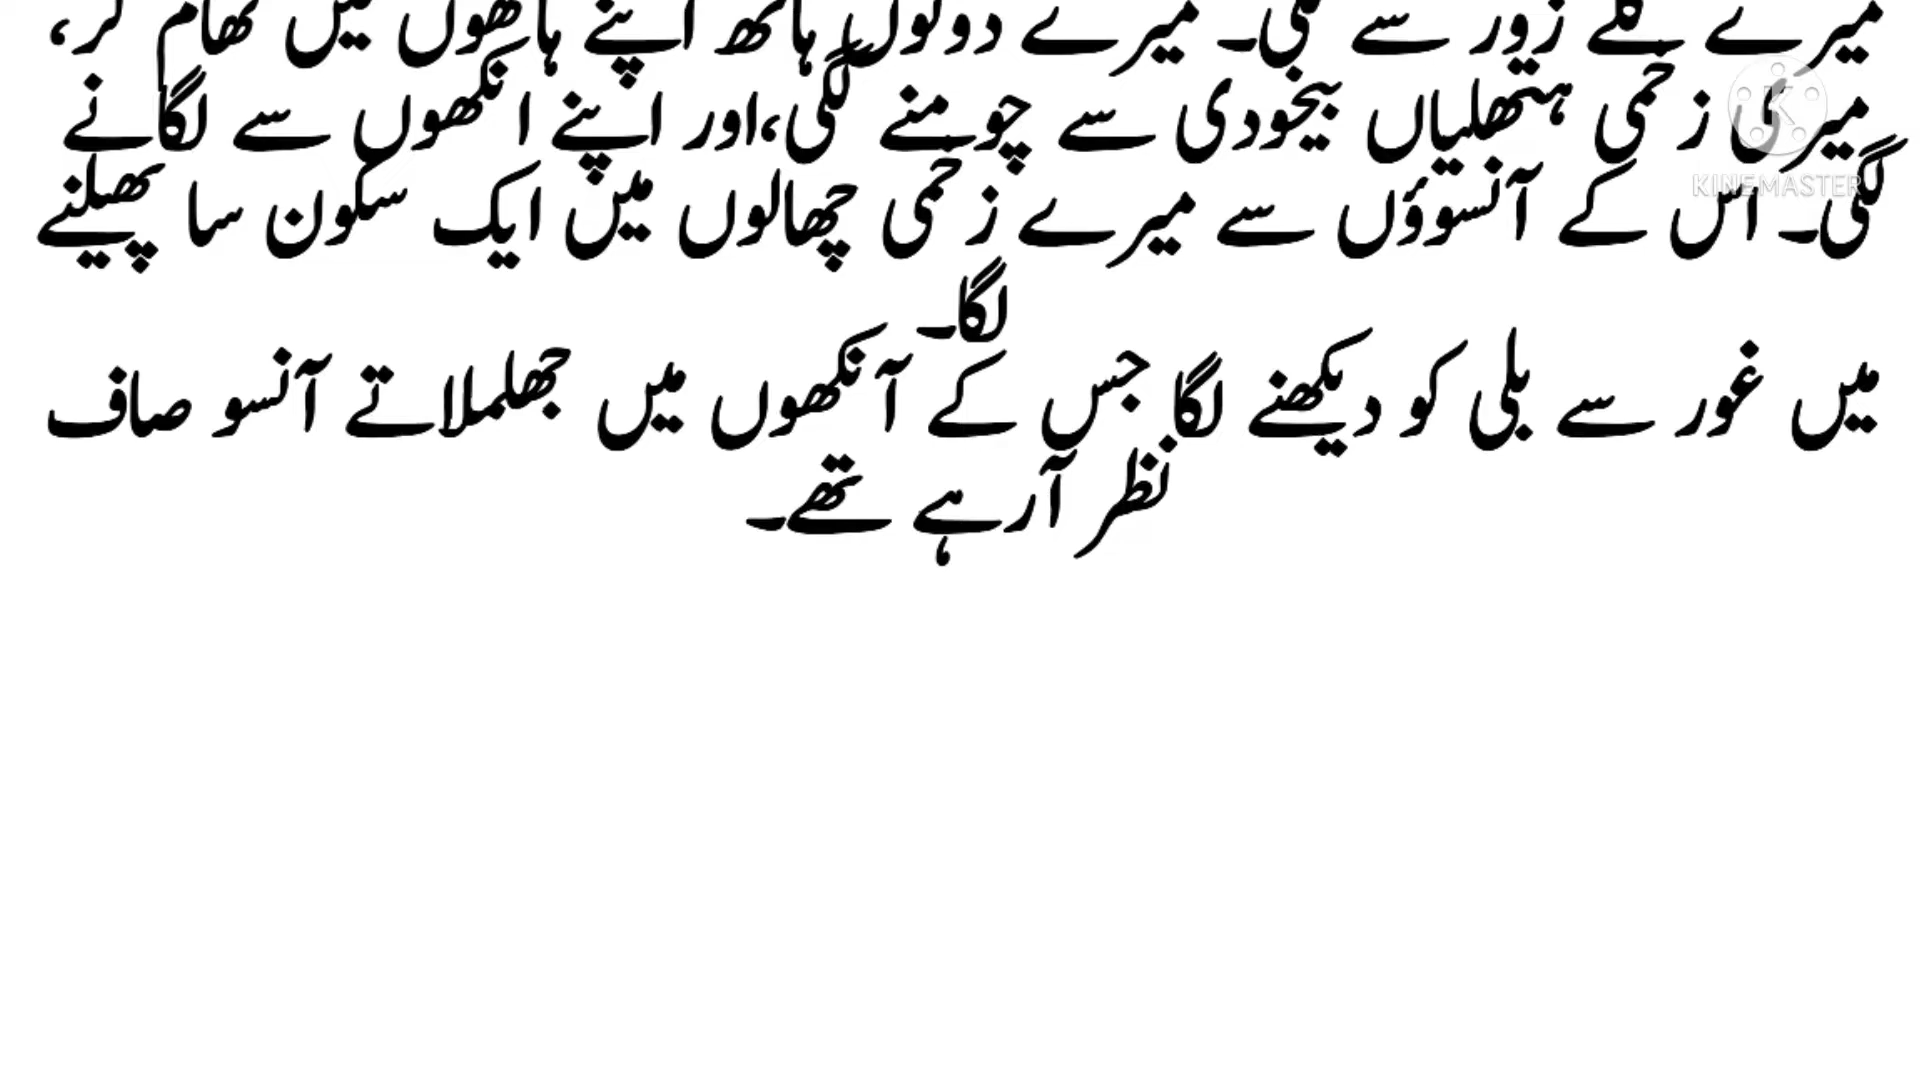 میرے گلے زور سے لگی۔ میرے دونوں ہاتھ اپنے ہاتھوں میں تھام کر،
میری زخمی ہتھلیاں بیخودی سے چومنے لگی،اور اپنے انکھوں سے لگانے
لگی۔ اس کے آنسوؤں سے میرے زخمی چھالوں میں ایک سکون سا پھیلنے
لگا۔
میں غور سے بلی کو دیکھنے لگا جس کے آنکھوں میں جھلملاتے آنسو صاف
نظر آرہے تھے۔
KINEMASTER